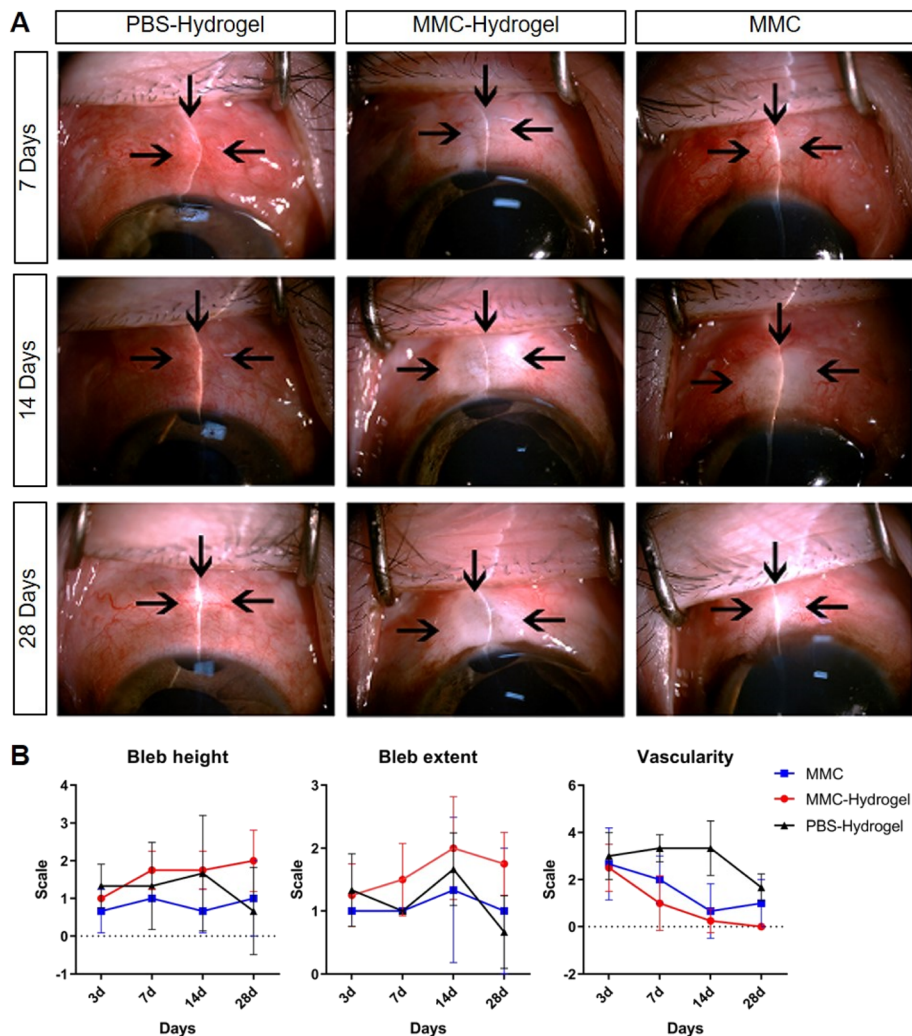 A
PBS-Hydrogel
MMC-Hydrogel
MMC
7 Days
14 Days
28 Days
B
Bleb height
Scale
4
3
2
1
0
-1
3d
7d
14d
28d
Days
Bleb extent
Scale
3
2
1
0
3d
7d
14d
28d
Days
Vascularity
Scale
6
4
2
0
-2
3d
7d
14d
28d
Days
MMC
MMC-Hydrogel
PBS-Hydrogel